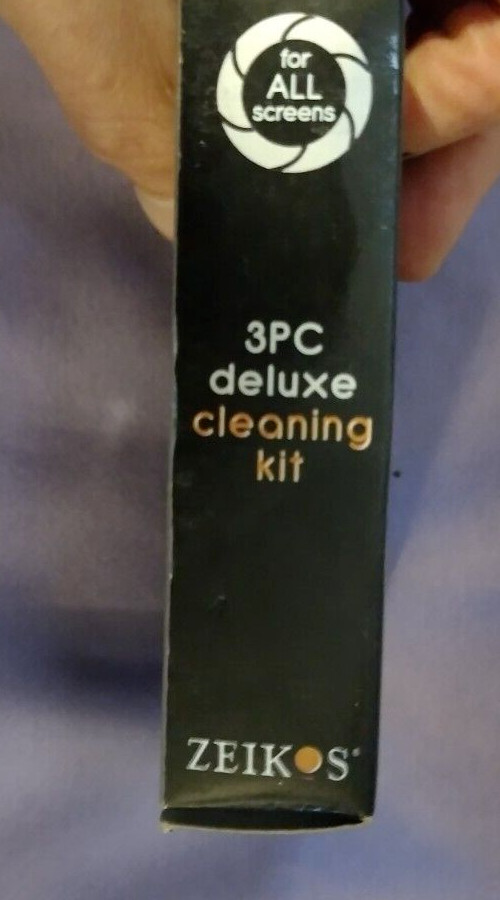 for
ALL
screens
3PC
deluxe
cleaning
kit
ZEIKOS®